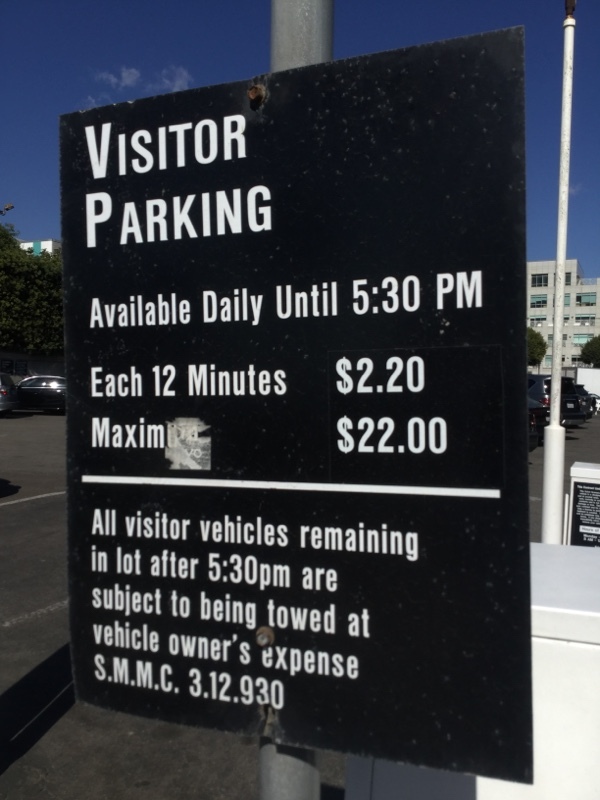 VISITOR
PARKING
Available Daily Until 5:30 PM
Each 12 Minutes $2.20
Maximum $22.00
All visitor vehicles remaining
in lot after 5:30pm are
subject to being towed at
vehicle owner's expense
S.M.M.C. 3.12.930